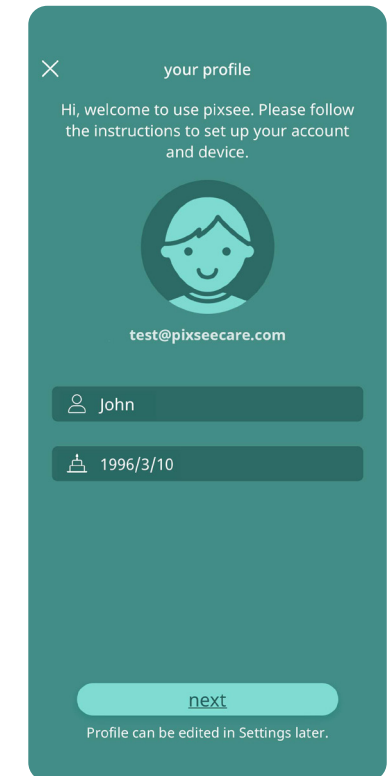 your profile
Hi, welcome to use pixsee. Please follow
the instructions to set up your account
and device.
test@pixseecare.com
John
1996/3/10
next
Profile can be edited in Settings later.